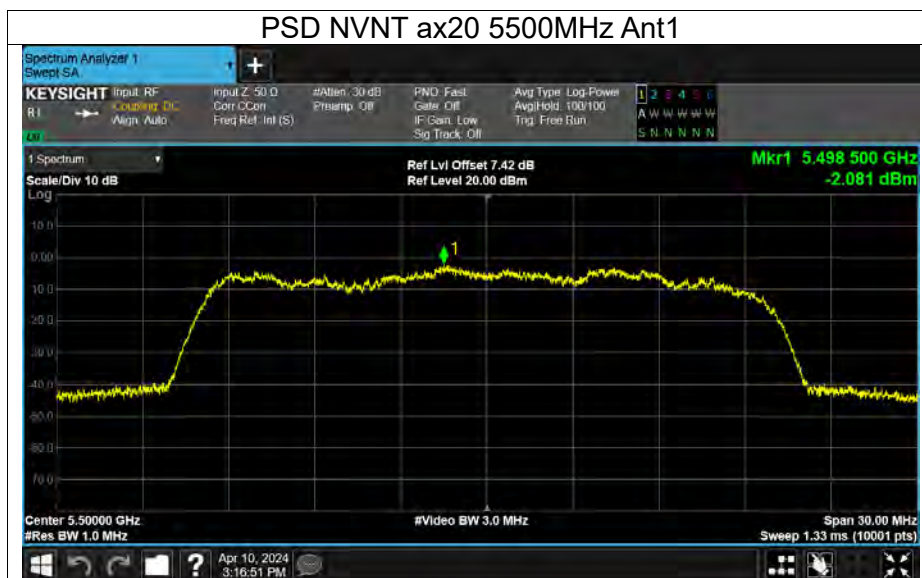 PSD NVNT ax20 5500MHz Ant1
Spectrum Analyzer 1
Swept SA
+
KEYSIGHT Input: RF Input Z: 50 Ω #Atten: 30 dB PNO: Fast Avg Type: Log-Power 1 2 3 4 5 6
Coupling: DC Corr CCorr Preamp: Off Gate: Off Avg|Hold: 100/100 A W W W W W
Align: Auto Freq Ref: Int (S) IF Gain: Low Trig: Free Run
Sig Track: Off S N N N N N
1 Spectrum Ref Lvl Offset 7.42 dB Mkr1 5.498 500 GHz
Scale/Div 10 dB Ref Level 20.00 dBm -2.081 dBm
Log
10.0
0.00
1
-10.0
-20.0
-30.0
-40.0
-50.0
-60.0
-70.0
Center 5.50000 GHz #Video BW 3.0 MHz Span 30.00 MHz
#Res BW 1.0 MHz Sweep 1.33 ms (10001 pts)
? Apr 10, 2024
3:16:51 PM